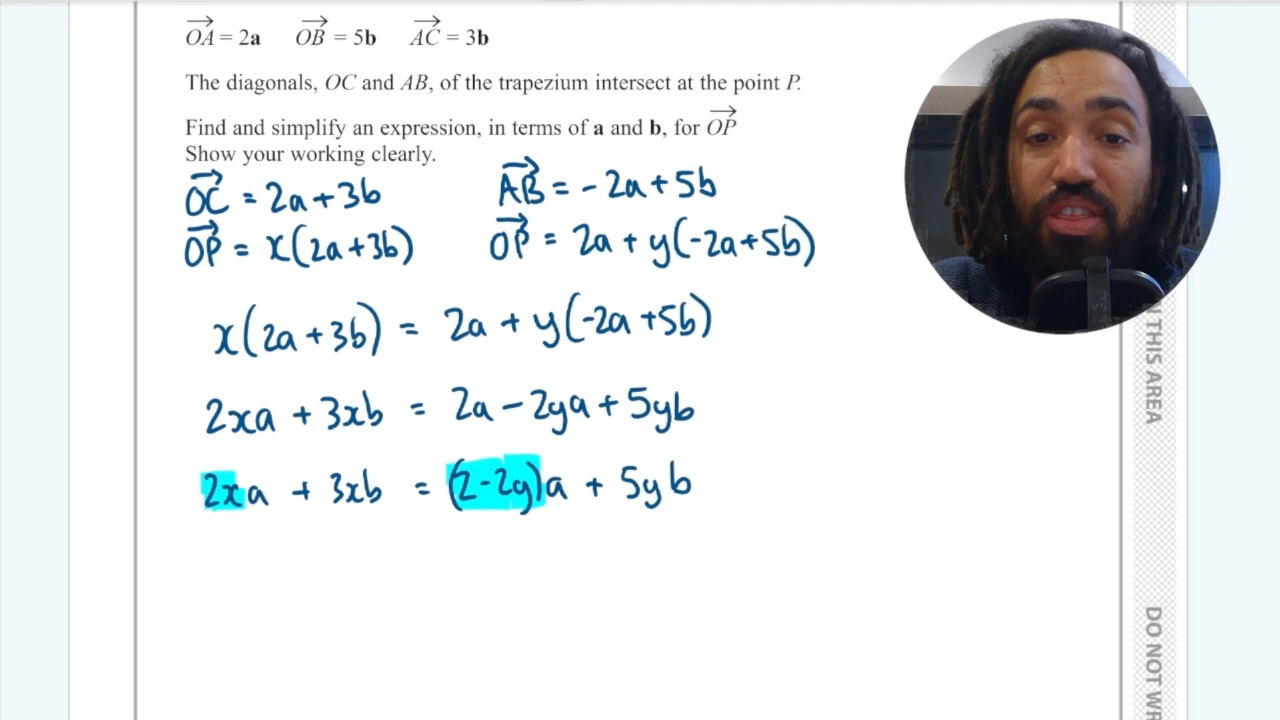 OA = 2a OB = 5b AC = 3b
The diagonals, OC and AB, of the trapezium intersect at the point P.
Find and simplify an expression, in terms of a and b, for OP
Show your working clearly.
OC = 2a + 3b AB = - 2a + 5b
OP = x(2a + 3b) OP = 2a + y(-2a + 5b)
x(2a + 3b) = 2a + y(-2a + 5b)
2xa + 3xb = 2a - 2ya + 5yb
2xa + 3xb = (2 - 2y)a + 5yb
THIS AREA
DO NOT